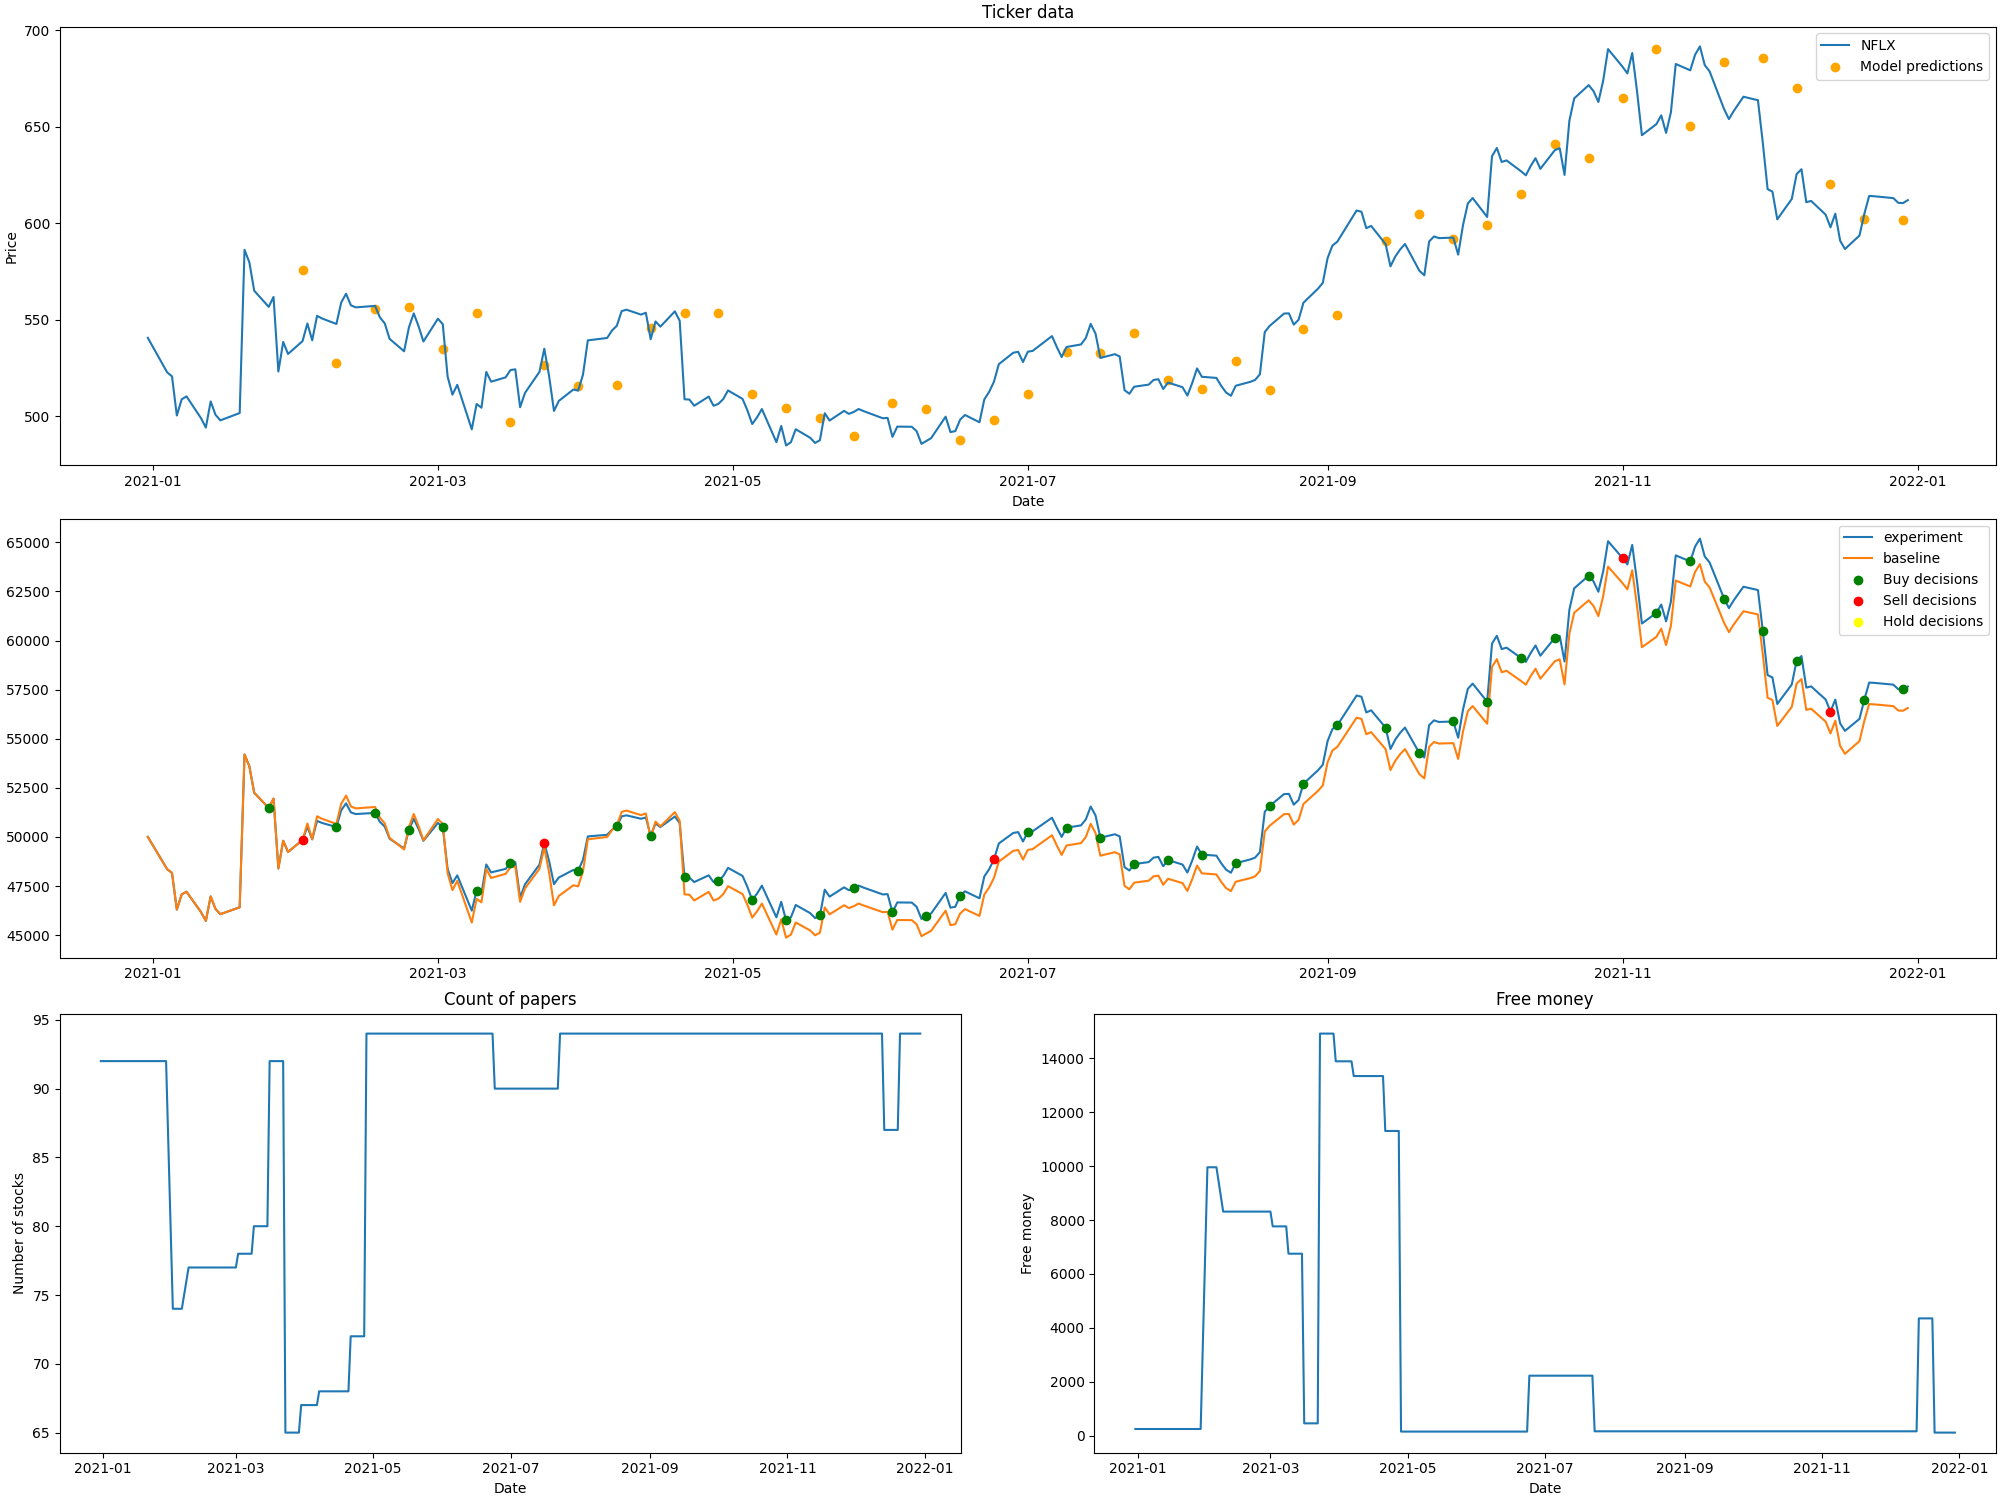 Ticker data
700
650
600
550
500
Price
NFLX
Model predictions
2021-01 2021-03 2021-05 2021-07 2021-09 2021-11 2022-01
Date
65000
62500
60000
57500
55000
52500
50000
47500
45000
experiment
baseline
Buy decisions
Sell decisions
Hold decisions
2021-01 2021-03 2021-05 2021-07 2021-09 2021-11 2022-01
Count of papers
95
90
85
80
75
70
65
Number of stocks
2021-01 2021-03 2021-05 2021-07 2021-09 2021-11 2022-01
Date
Free money
14000
12000
10000
8000
6000
4000
2000
0
Free money
2021-01 2021-03 2021-05 2021-07 2021-09 2021-11 2022-01
Date